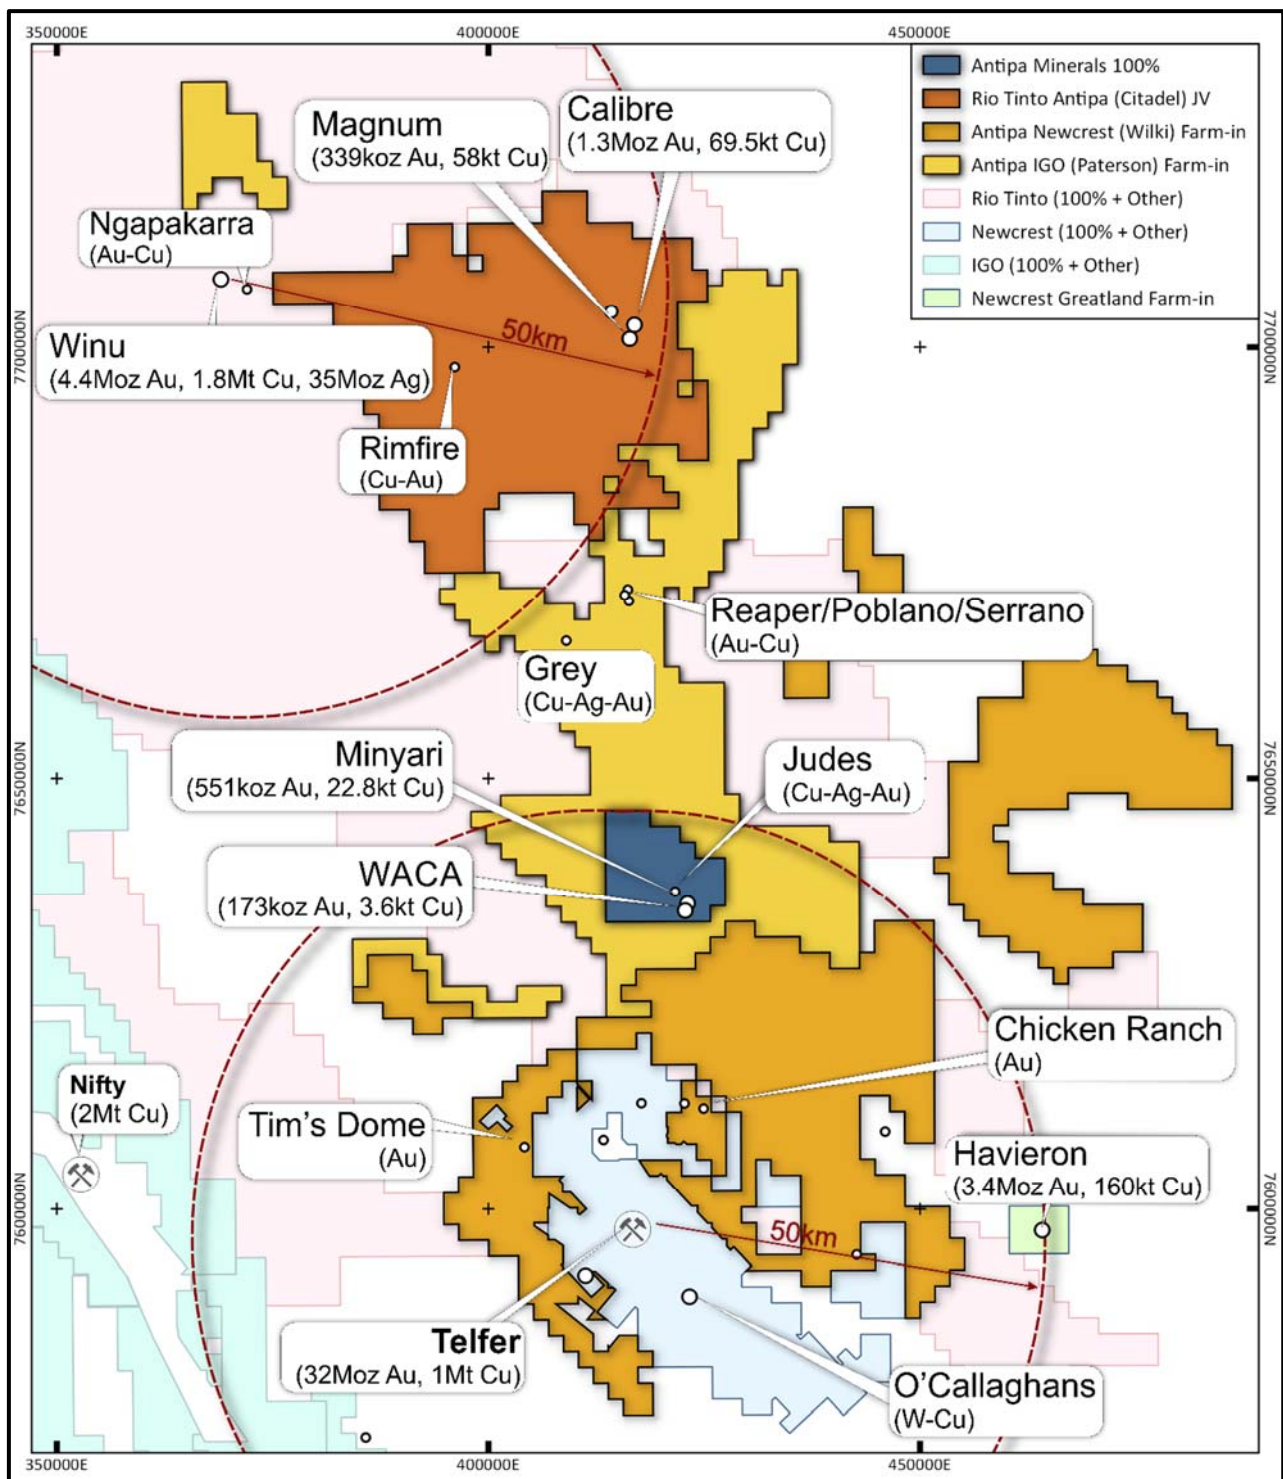 350000E
400000E
450000E
Antipa Minerals 100%
Rio Tinto Antipa (Citadel) JV
Antipa Newcrest (Wilki) Farm-in
Antipa IGO (Paterson) Farm-in
Rio Tinto (100% + Other)
Newcrest (100% + Other)
IGO (100% + Other)
Newcrest Greatland Farm-in
Magnum
(339koz Au, 58kt Cu)
Calibre
(1.3Moz Au, 69.5kt Cu)
Ngapakarra
(Au-Cu)
Winu
(4.4Moz Au, 1.8Mt Cu, 35Moz Ag)
50km
7700000N
7700000N
Rimfire
(Cu-Au)
Reaper/Poblano/Serrano
(Au-Cu)
Grey
(Cu-Ag-Au)
Minyari
(551koz Au, 22.8kt Cu)
Judes
(Cu-Ag-Au)
7650000N
7650000N
WACA
(173koz Au, 3.6kt Cu)
Chicken Ranch
(Au)
Nifty
(2Mt Cu)
Tim's Dome
(Au)
Havieron
(3.4Moz Au, 160kt Cu)
7600000N
7600000N
50km
Telfer
(32Moz Au, 1Mt Cu)
O'Callaghans
(W-Cu)
350000E
400000E
450000E